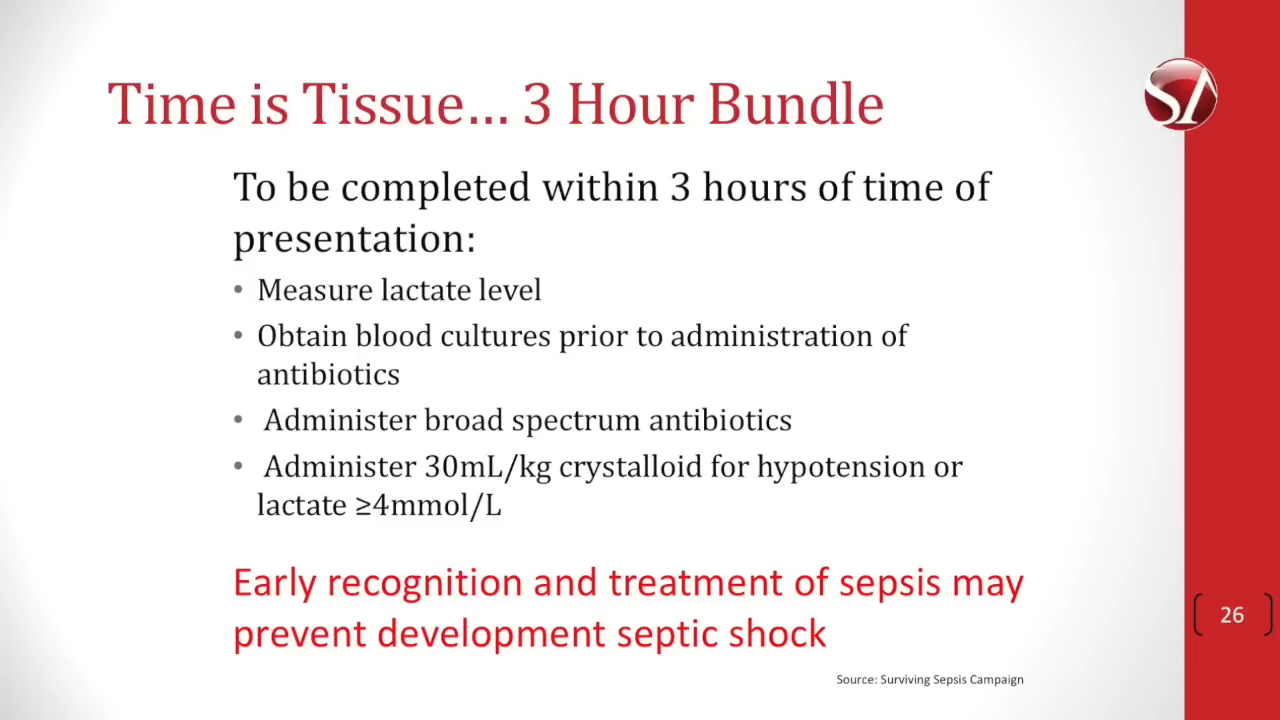 Time is Tissue... 3 Hour Bundle
SA
To be completed within 3 hours of time of
presentation:
• Measure lactate level
• Obtain blood cultures prior to administration of
antibiotics
• Administer broad spectrum antibiotics
• Administer 30mL/kg crystalloid for hypotension or
lactate ≥4mmol/L
Early recognition and treatment of sepsis may
prevent development septic shock
26
Source: Surviving Sepsis Campaign